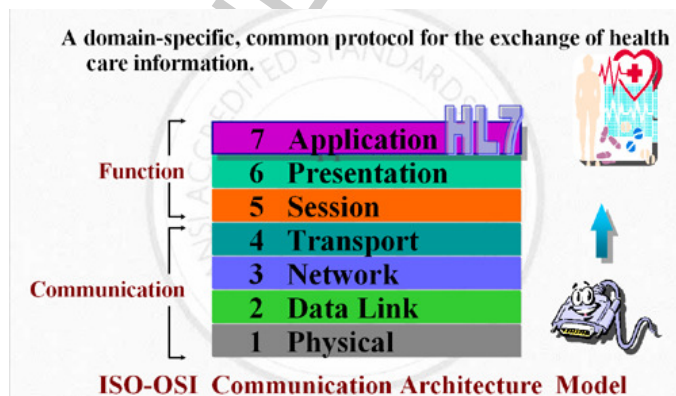 A domain-specific, common protocol for the exchange of health
care information.
HL7
7 Application
Function
6 Presentation
5 Session
4 Transport
3 Network
Communication
2 Data Link
1 Physical
ISO-OSI Communication Architecture Model